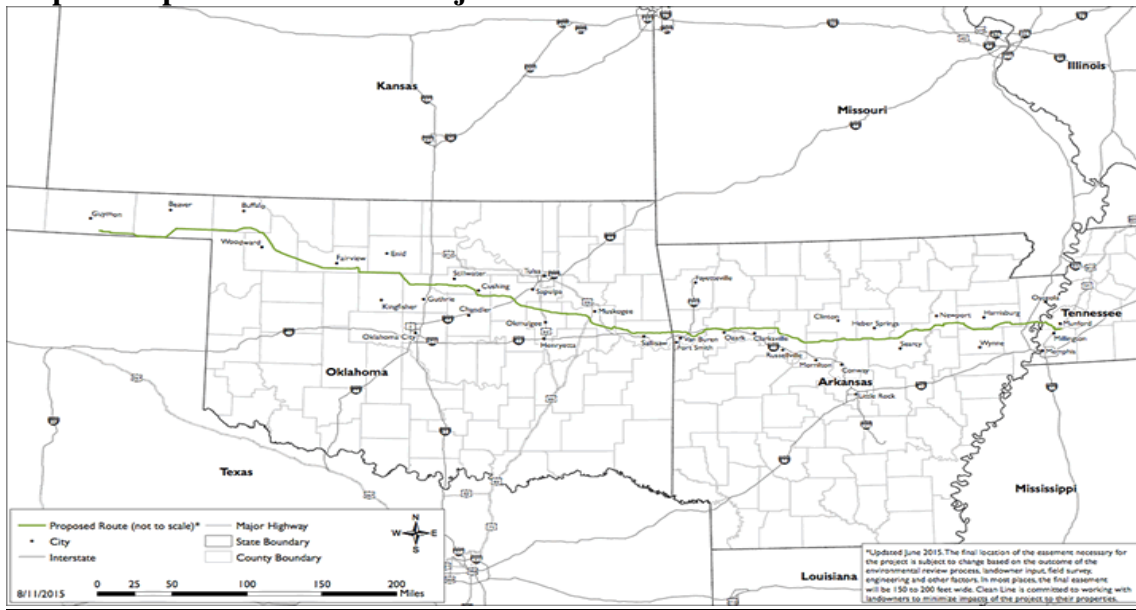 Kansas
Missouri
Illinois
Guymon
Beaver
Buffalo
Woodward
Fairview
Enid
Stillwater
Tulsa
Cushing
Sapulpa
Kingfisher
Guthrie
Chandler
Oklahoma City
Okmulgee
Henryetta
Muskogee
Sallisaw
Fayetteville
Van Buren
Fort Smith
Ozark
Clarksville
Russellville
Clinton
Heber Springs
Morrilton
Conway
Searcy
Newport
Harrisburg
Wynne
Osceola
Tennessee
Munford
Millington
Memphis
Oklahoma
Arkansas
Little Rock
Texas
Mississippi
Louisiana
Proposed Route (not to scale)*
City
Interstate
Major Highway
State Boundary
County Boundary
N
W E
S
0 25 50 100 150 200
Miles
8/11/2015
*Updated June 2015. The final location of the easement necessary for
the project is subject to change based on the outcome of the
environmental review process, landowner input, field survey,
engineering and other factors. In most places, the final easement
will be 150 to 200 feet wide. Clean Line is committed to working with
landowners to minimize impacts of the project to their properties.